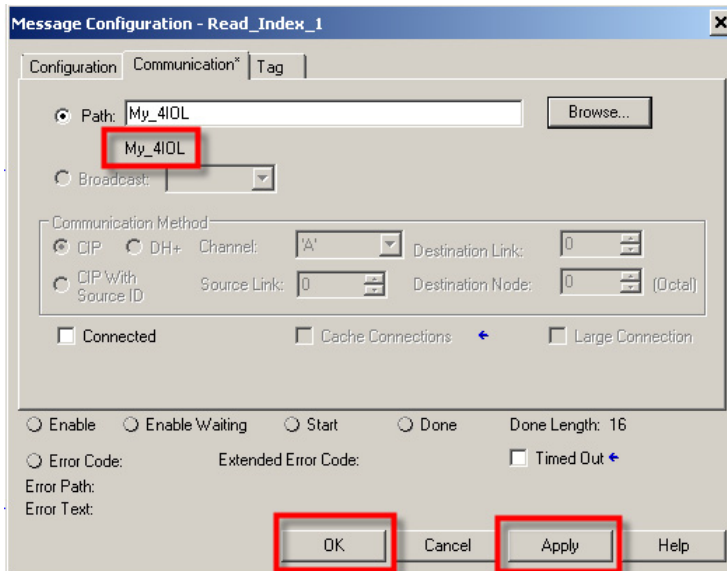 Message Configuration - Read_Index_1
Configuration Communication* Tag
Path: My_4IOL Browse...
My_4IOL
Broadcast:
Communication Method
CIP DH+ Channel: 'A' Destination Link: 0
CIP With Source ID Source Link: 0 Destination Node: 0 (Octal)
Connected Cache Connections Large Connection
Enable Enable Waiting Start Done Done Length: 16
Error Code: Extended Error Code: Timed Out
Error Path:
Error Text:
OK Cancel Apply Help